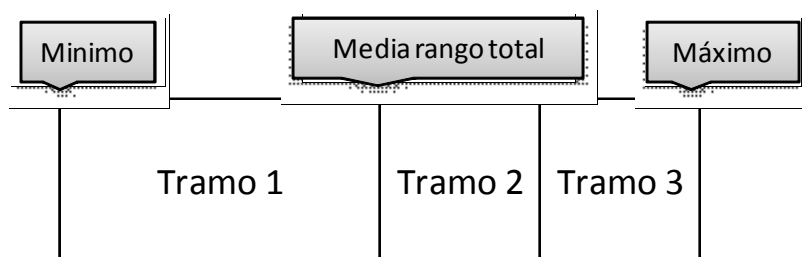 Minimo
Media rango total
Máximo
Tramo 1
Tramo 2
Tramo 3